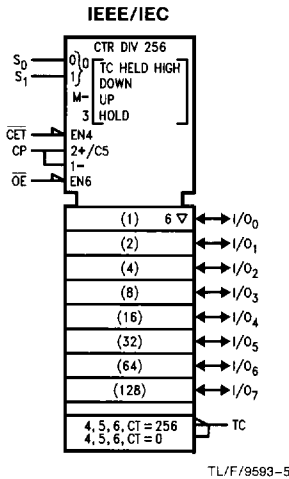 IEEE/IEC
CTR DIV 256
S0 0 0 TC HELD HIGH
S1 1 DOWN
M- UP
3 HOLD
CET EN4
CP 2+/C5
1-
OE EN6
(1) 6 ▽ I/O0
(2) I/O1
(4) I/O2
(8) I/O3
(16) I/O4
(32) I/O5
(64) I/O6
(128) I/O7
4, 5, 6, CT = 256 TC
4, 5, 6, CT = 0
TL/F/9593-5